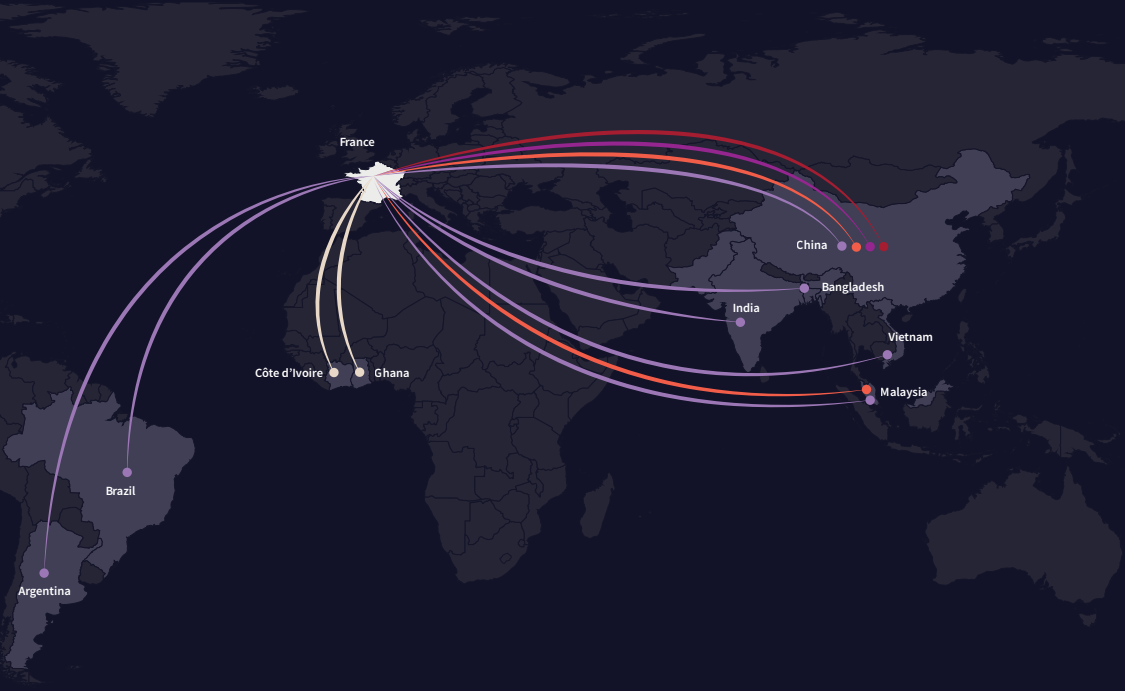 France
China
Bangladesh
India
Vietnam
Côte d'Ivoire
Ghana
Malaysia
Brazil
Argentina